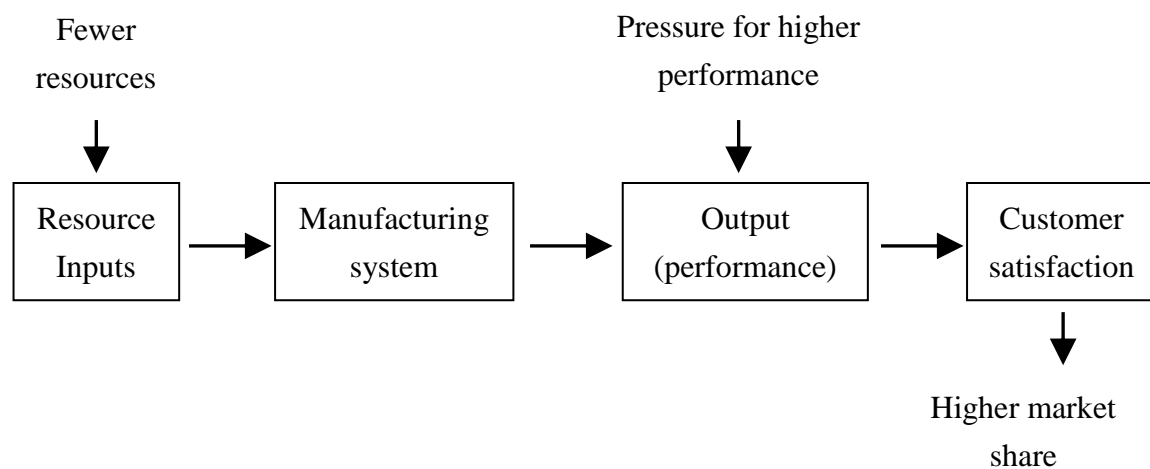 Fewer
resources
Pressure for higher
performance
Resource
Inputs
Manufacturing
system
Output
(performance)
Customer
satisfaction
Higher market
share